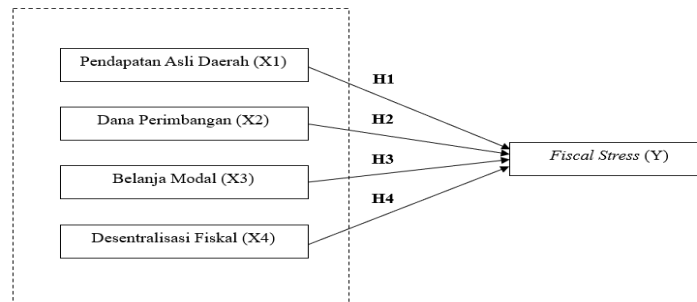 Pendapatan Asli Daerah (X1)
H1
Dana Perimbangan (X2)
H2
Fiscal Stress (Y)
H3
Belanja Modal (X3)
H4
Desentralisasi Fiskal (X4)